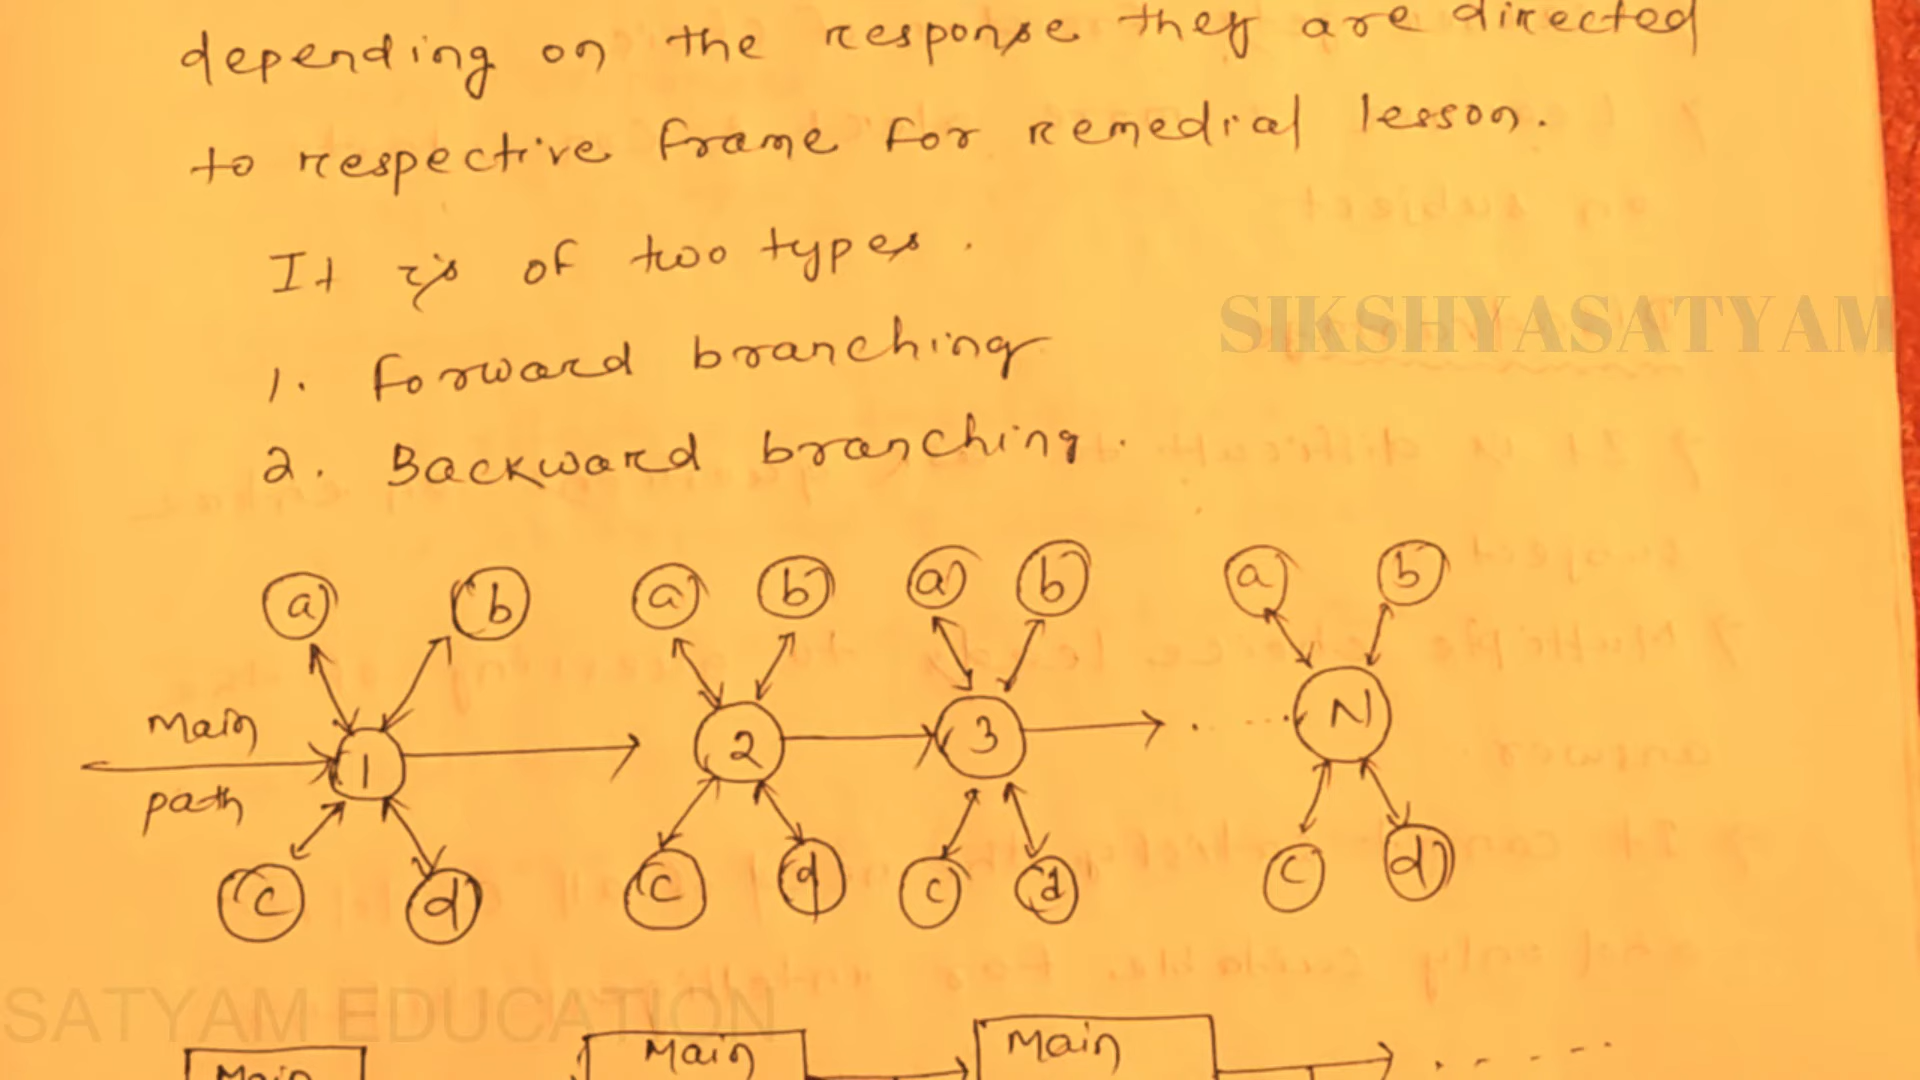 depending on the response they are directed
to respective frame for remedial lesson.
It is of two types.
1. Forward branching
SIKSHYASATYAM
2. Backward branching.
a b a b a b a b
Main
path
1 2 3 ..... N
c d c d c d c d
SATYAM EDUCATION
Main Main Main .....